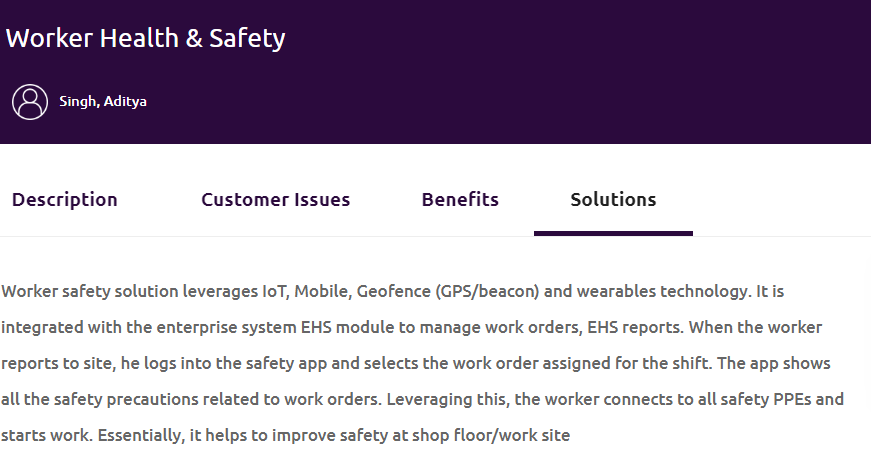 Worker Health & Safety
Singh, Aditya
Description Customer Issues Benefits Solutions
Worker safety solution leverages IoT, Mobile, Geofence (GPS/beacon) and wearables technology. It is
integrated with the enterprise system EHS module to manage work orders, EHS reports. When the worker
reports to site, he logs into the safety app and selects the work order assigned for the shift. The app shows
all the safety precautions related to work orders. Leveraging this, the worker connects to all safety PPEs and
starts work. Essentially, it helps to improve safety at shop floor/work site